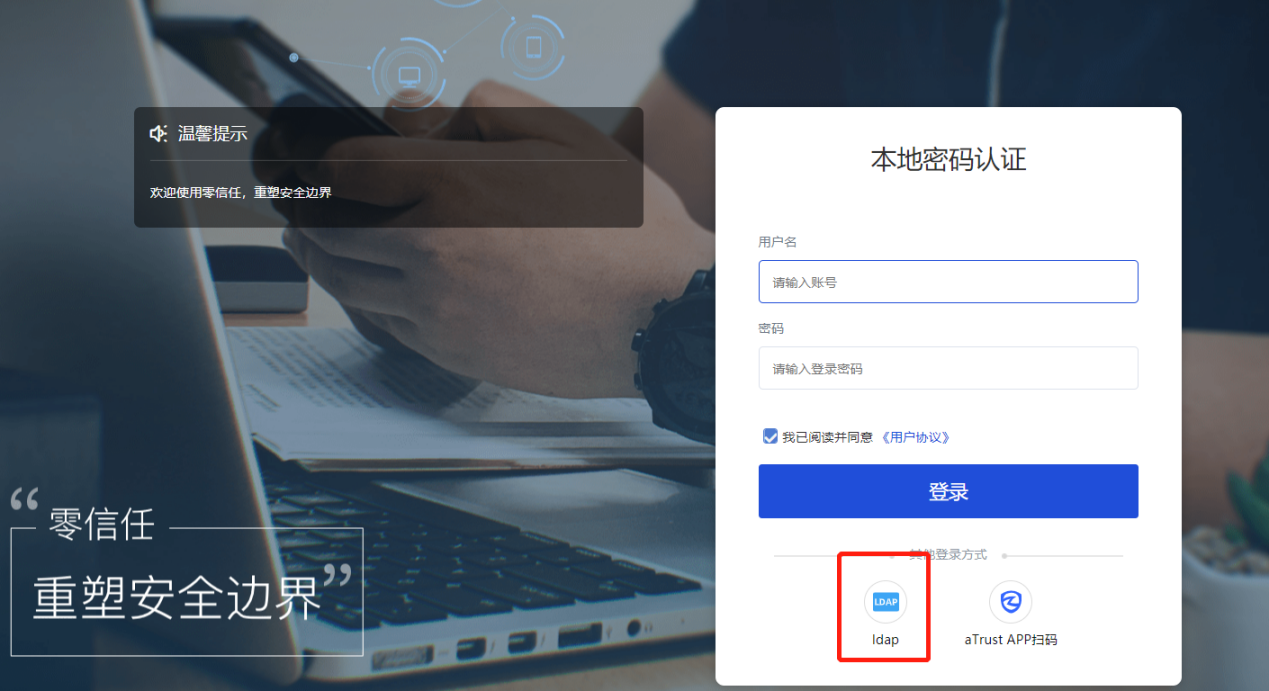 温馨提示
欢迎使用零信任，重塑安全边界
“零信任
重塑安全边界”
本地密码认证
用户名
请输入账号
密码
请输入登录密码
我已阅读并同意《用户协议》
登录
其他登录方式
LDAP
ldap
aTrust APP扫码